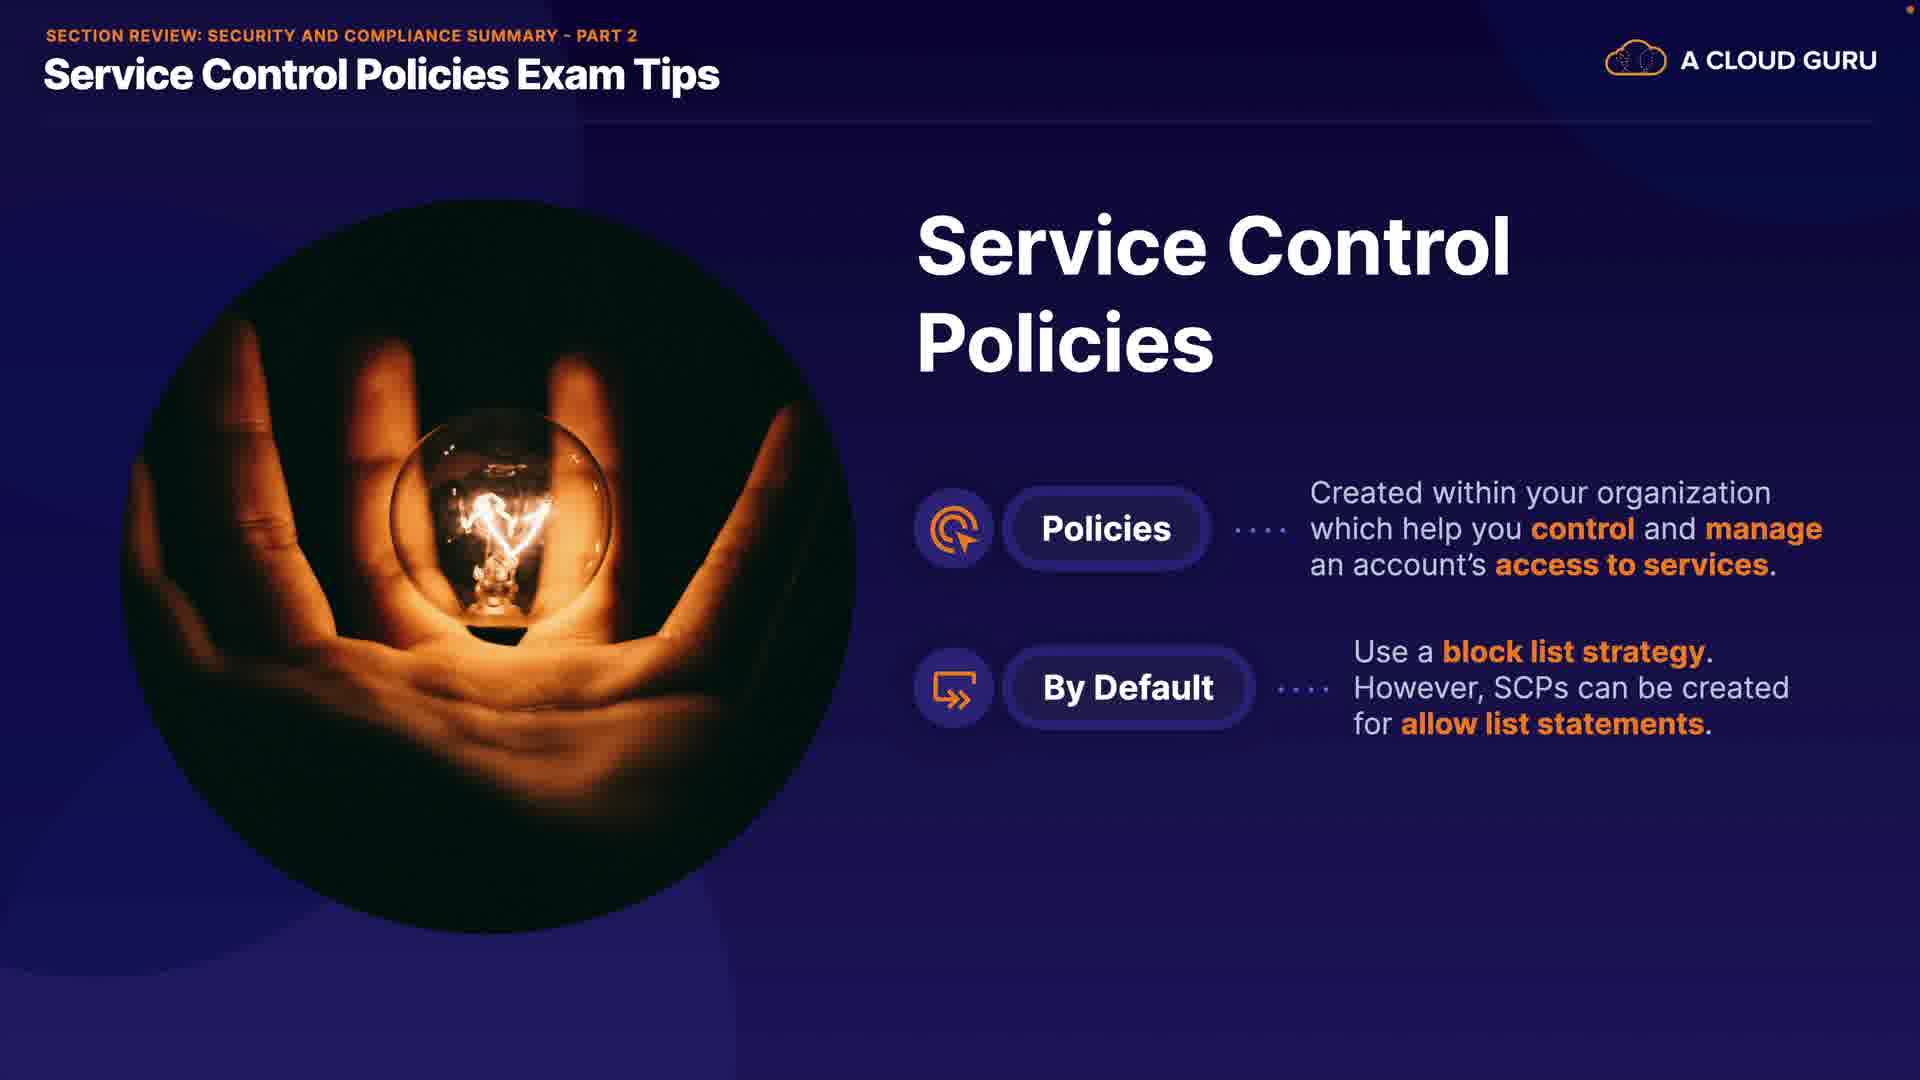 SECTION REVIEW: SECURITY AND COMPLIANCE SUMMARY - PART 2
Service Control Policies Exam Tips
A CLOUD GURU
Service Control
Policies
Policies
Created within your organization
which help you control and manage
an account’s access to services.
By Default
Use a block list strategy.
However, SCPs can be created
for allow list statements.